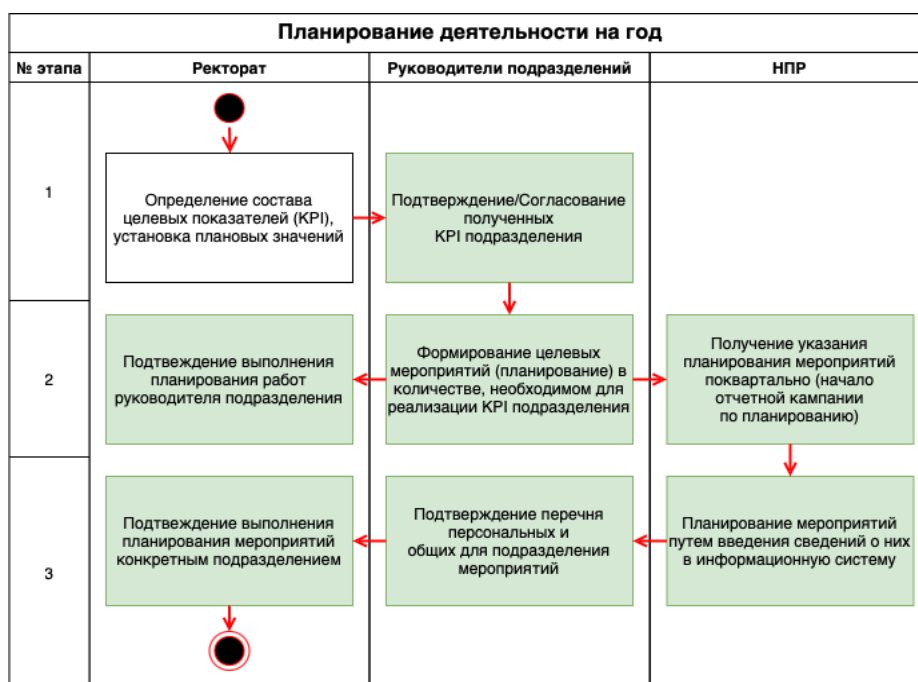 Планирование деятельности на год
№ этапа
Ректорат
Руководители подразделений
НПР
1
Определение состава
целевых показателей (KPI),
установка плановых значений
Подтверждение/Согласование
полученных
KPI подразделения
2
Подтвеждение выполнения
планирования работ
руководителя подразделения
Формирование целевых
мероприятий (планирование) в
количестве, необходимом для
реализации KPI подразделения
Получение указания
планирования мероприятий
поквартально (начало
отчетной кампании
по планированию)
3
Подтвеждение выполнения
планирования мероприятий
конкретным подразделением
Подтверждение перечня
персональных и
общих для подразделения
мероприятий
Планирование мероприятий
путем введения сведений о них
в информационную систему